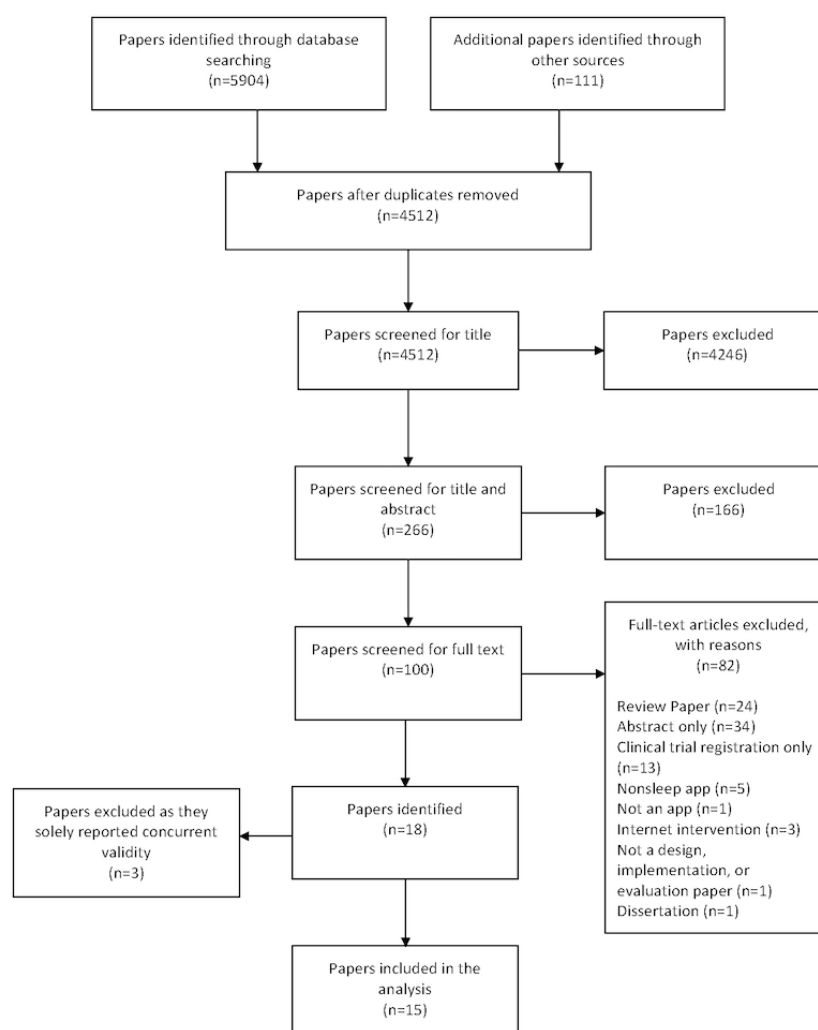 Papers identified through database
searching
(n=5904)
Additional papers identified through
other sources
(n=111)
Papers after duplicates removed
(n=4512)
Papers screened for title
(n=4512)
Papers excluded
(n=4246)
Papers screened for title and
abstract
(n=266)
Papers excluded
(n=166)
Papers screened for full text
(n=100)
Full-text articles excluded,
with reasons
(n=82)
Review Paper (n=24)
Abstract only (n=34)
Clinical trial registration only
(n=13)
Nonsleep app (n=5)
Not an app (n=1)
Internet intervention (n=3)
Not a design,
implementation, or
evaluation paper (n=1)
Dissertation (n=1)
Papers identified
(n=18)
Papers excluded as they
solely reported concurrent
validity
(n=3)
Papers included in the
analysis
(n=15)